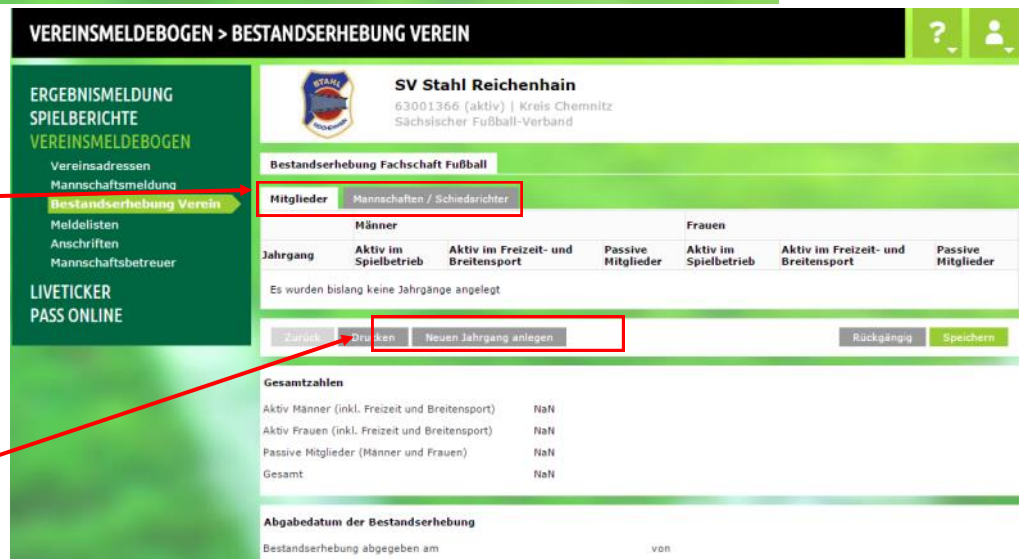 VEREINSMELDEBOGEN > BESTANDSERHEBUNG VEREIN
?
ERGEBNISMELDUNG
SPIELBERICHTE
VEREINSMELDEBOGEN
Vereinsadressen
Mannschaftsmeldung
Bestandserhebung Verein
Meldelisten
Anschriften
Mannschaftsbetreuer
LIVETICKER
PASS ONLINE
STAHL
REICHENHAIN
SV Stahl Reichenhain
63001366 (aktiv) | Kreis Chemnitz
Sächsischer Fußball-Verband
Bestandserhebung Fachschaft Fußball
Mitglieder Mannschaften / Schiedsrichter
Männer Frauen
Jahrgang Aktiv im Spielbetrieb Aktiv im Freizeit- und Breitensport Passive Mitglieder Aktiv im Spielbetrieb Aktiv im Freizeit- und Breitensport Passive Mitglieder
Es wurden bislang keine Jahrgänge angelegt
Zurück Drucken Neuen Jahrgang anlegen Rückgängig Speichern
Gesamtzahlen
Aktiv Männer (inkl. Freizeit und Breitensport) NaN
Aktiv Frauen (inkl. Freizeit und Breitensport) NaN
Passive Mitglieder (Männer und Frauen) NaN
Gesamt NaN
Abgabedatum der Bestandserhebung
Bestandserhebung abgegeben am von